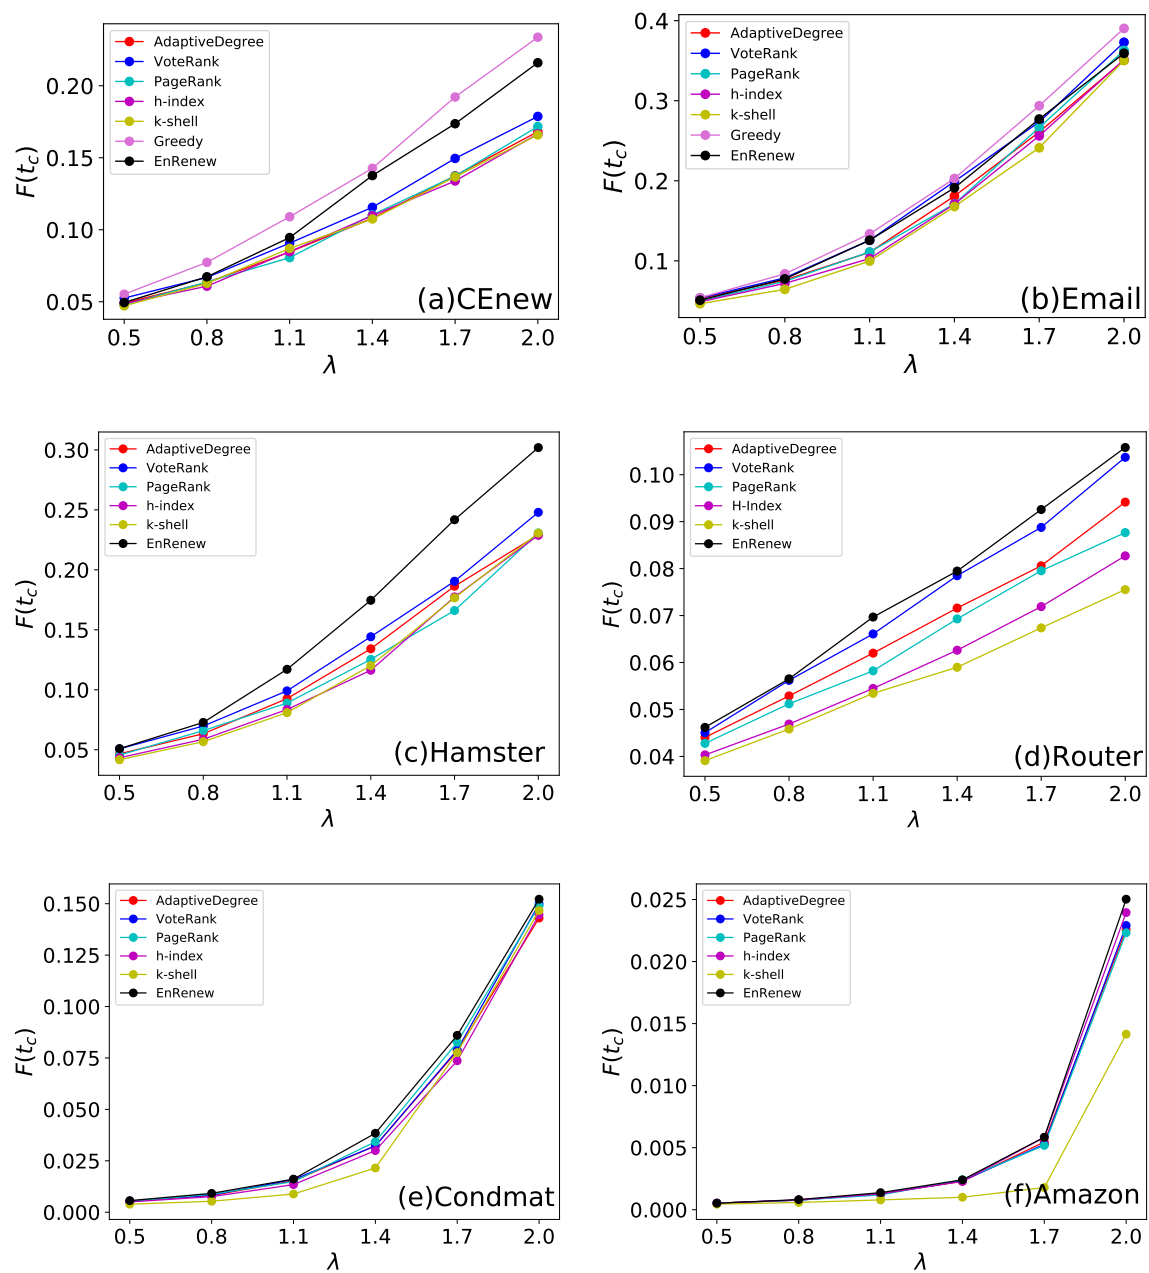 AdaptiveDegree
VoteRank
PageRank
h-index
k-shell
Greedy
EnRenew
0.20
0.15
0.10
0.05
F(t_c)
(a)CEnew
0.5 0.8 1.1 1.4 1.7 2.0
λ
AdaptiveDegree
VoteRank
PageRank
h-index
k-shell
Greedy
EnRenew
0.4
0.3
0.2
0.1
F(t_c)
(b)Email
0.5 0.8 1.1 1.4 1.7 2.0
λ
AdaptiveDegree
VoteRank
PageRank
h-index
k-shell
EnRenew
0.30
0.25
0.20
0.15
0.10
0.05
F(t_c)
(c)Hamster
0.5 0.8 1.1 1.4 1.7 2.0
λ
AdaptiveDegree
VoteRank
PageRank
H-Index
k-shell
EnRenew
0.10
0.09
0.08
0.07
0.06
0.05
0.04
F(t_c)
(d)Router
0.5 0.8 1.1 1.4 1.7 2.0
λ
AdaptiveDegree
VoteRank
PageRank
h-index
k-shell
EnRenew
0.150
0.125
0.100
0.075
0.050
0.025
0.000
F(t_c)
(e)Condmat
0.5 0.8 1.1 1.4 1.7 2.0
λ
AdaptiveDegree
VoteRank
PageRank
h-index
k-shell
EnRenew
0.025
0.020
0.015
0.010
0.005
0.000
F(t_c)
(f)Amazon
0.5 0.8 1.1 1.4 1.7 2.0
λ